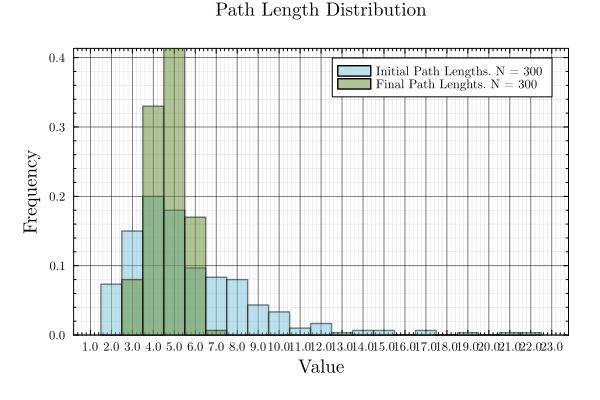 Path Length Distribution
Initial Path Lengths. N = 300
Final Path Lenghts. N = 300
0.4
0.3
0.2
0.1
0.0
Frequency
1.0 2.0 3.0 4.0 5.0 6.0 7.0 8.0 9.0 10.0 11.0 12.0 13.0 14.0 15.0 16.0 17.0 18.0 19.0 20.0 21.0 22.0 23.0
Value